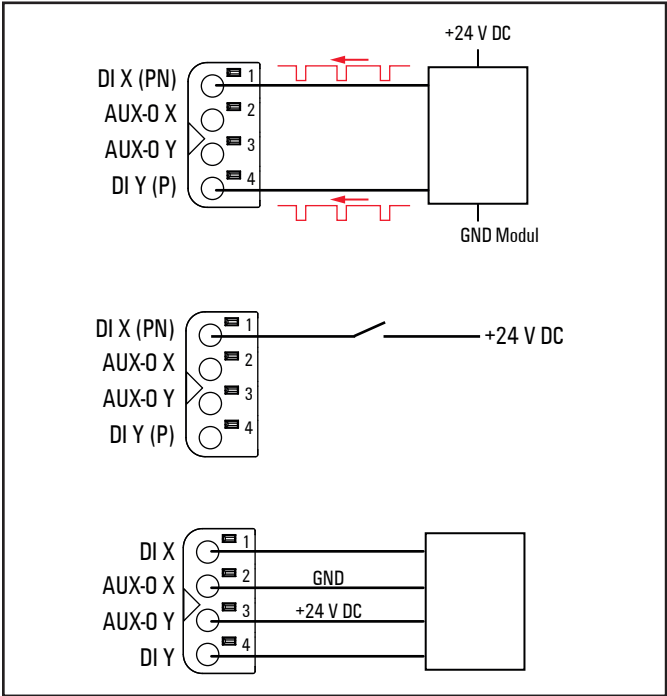 +24 V DC
DI X (PN) 1
AUX-O X 2
AUX-O Y 3
DI Y (P) 4
GND Modul
DI X (PN) 1
+24 V DC
AUX-O X 2
AUX-O Y 3
DI Y (P) 4
DI X 1
AUX-O X 2 GND
AUX-O Y 3 +24 V DC
DI Y 4